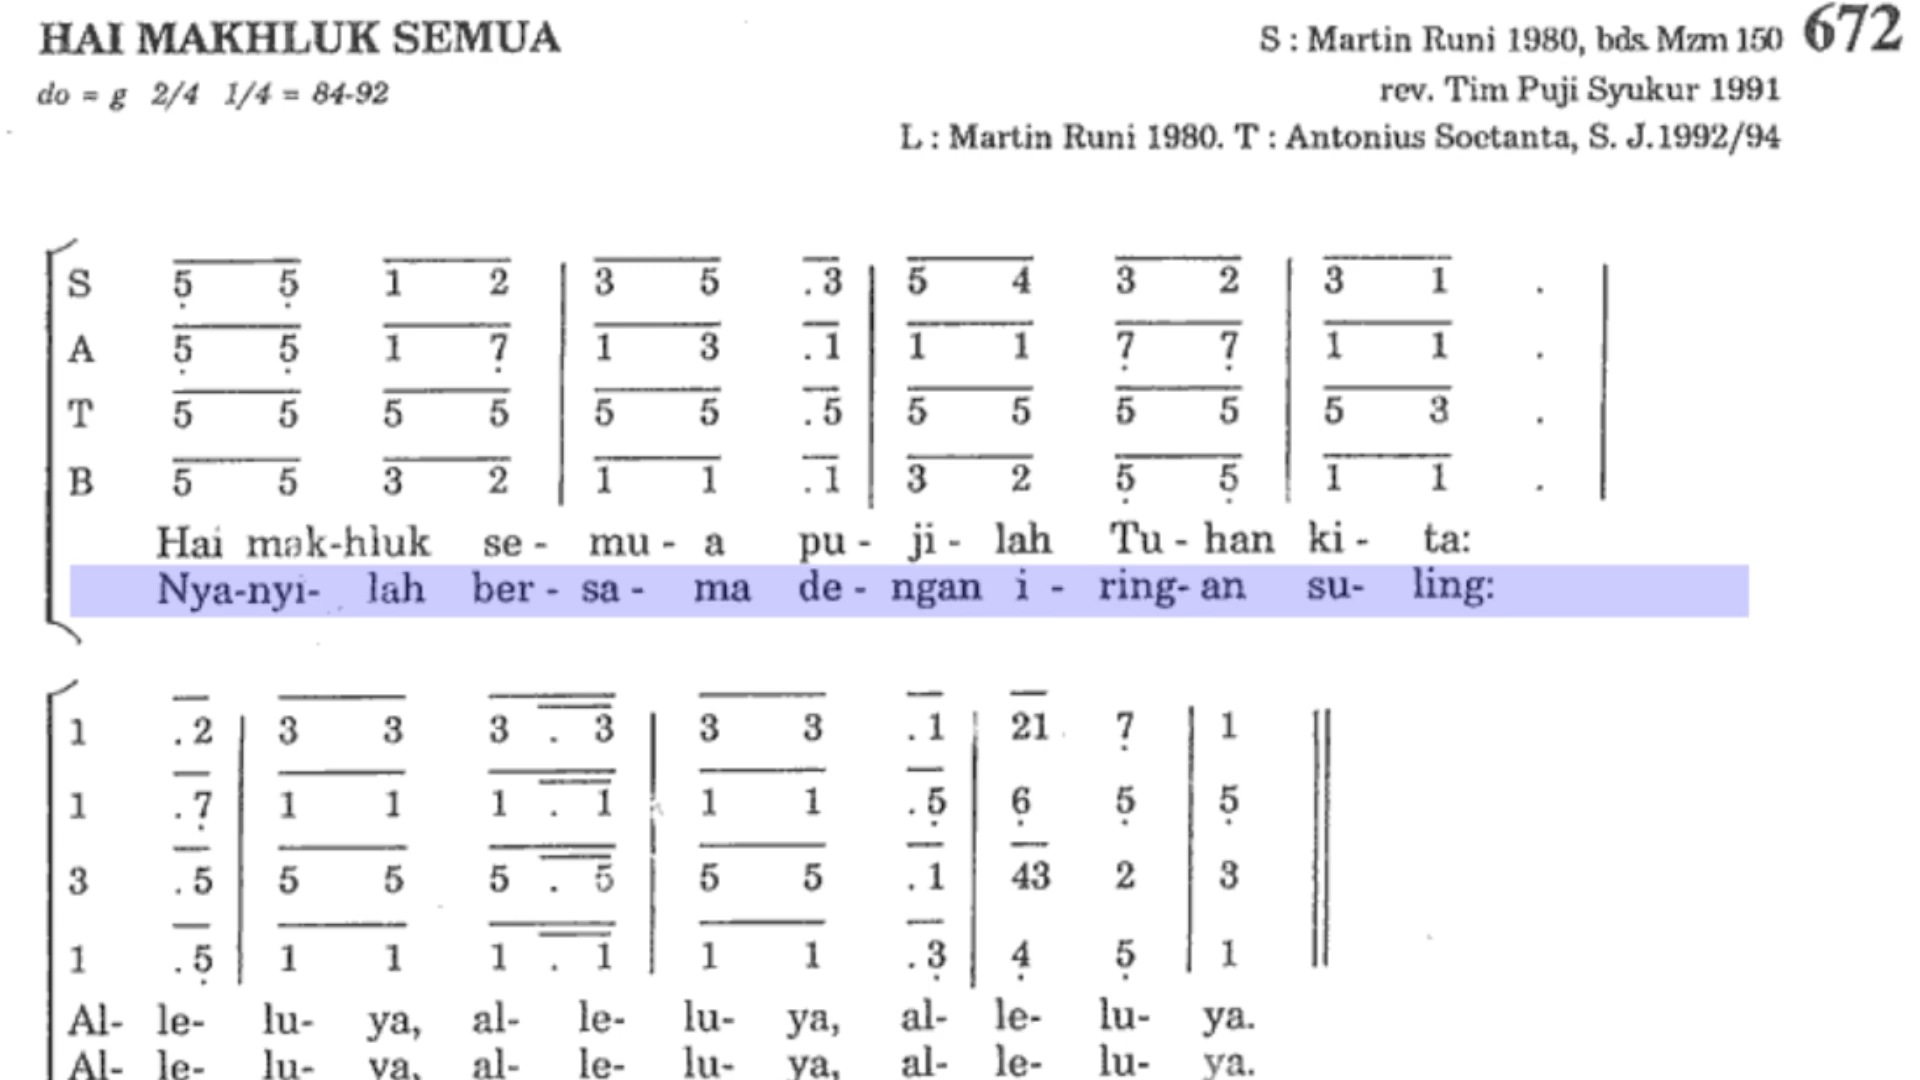 HAI MAKHLUK SEMUA
S : Martin Runi 1980, bds. Mzm 150 672
do = g 2/4 1/4 = 84-92
rev. Tim Puji Syukur 1991
L : Martin Runi 1980. T : Antonius Soetanta, S. J.1992/94
S 5̣ 5̣ 1 2 | 3 5 . 3 | 5 4 3 2 | 3 1 . |
A 5̣ 5̣ 1 7̣ | 1 3 . 1 | 1 1 7̣ 7̣ | 1 1 . |
T 5 5 5 5 | 5 5 . 5 | 5 5 5 5 | 5 3 . |
B 5 5 3 2 | 1 1 . 1 | 3 2 5̣ 5̣ | 1 1 . |
Hai mak-hluk se - mu - a pu - ji - lah Tu - han ki - ta:
Nya-nyi- lah ber - sa - ma de - ngan i - ring- an su- ling:
1 . 2 | 3 3 3 . 3 | 3 3 . 1 | 21 7̣ | 1 ||
1 . 7̣ | 1 1 1 . 1 | 1 1 . 5̣ | 6̣ 5̣ | 5̣ ||
3 . 5 | 5 5 5 . 5 | 5 5 . 1 | 43 2 | 3 ||
1 . 5̣ | 1 1 1 . 1 | 1 1 . 3̣ | 4̣ 5̣ | 1 ||
Al- le- lu- ya, al- le- lu- ya, al- le- lu- ya.
Al- le- lu- ya, al- le- lu- ya, al- le- lu- ya.